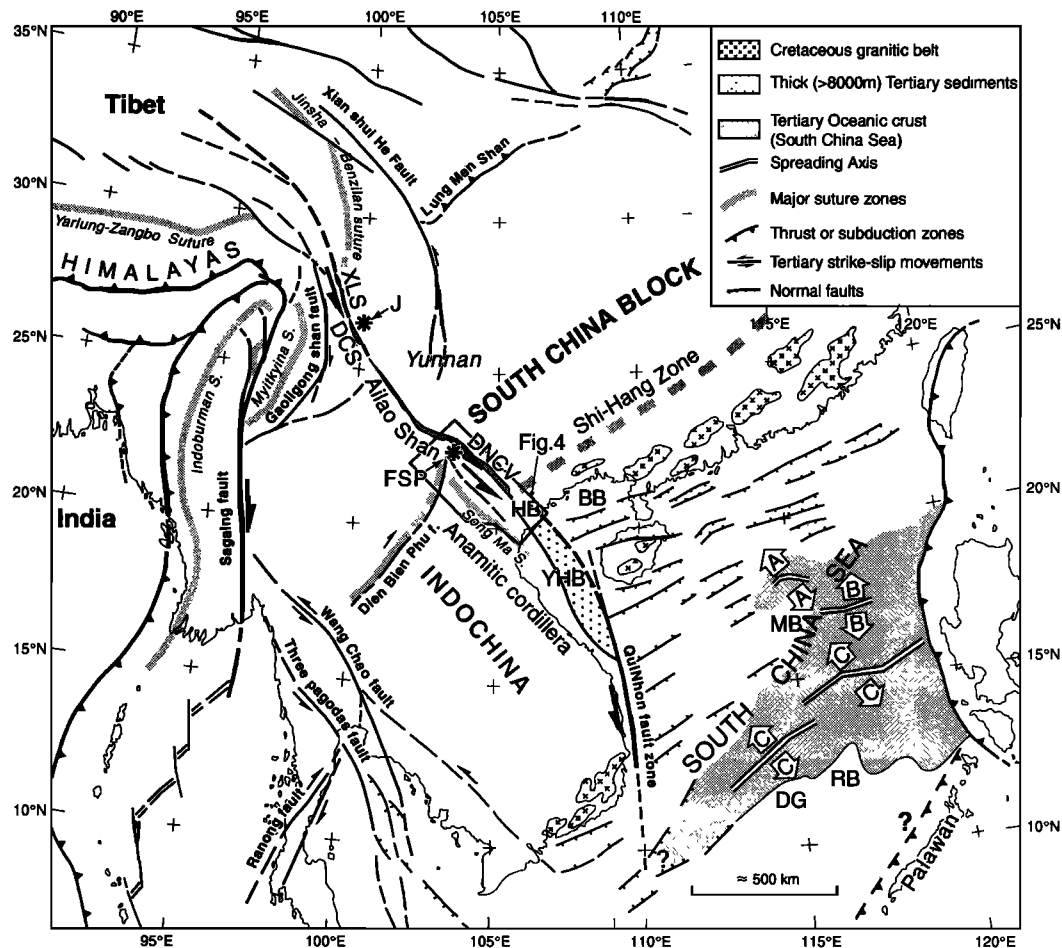 90°E
95°E
100°E
105°E
110°E
35°N
30°N
25°N
20°N
15°N
10°N
Cretaceous granitic belt
Thick (>8000m) Tertiary sediments
Tertiary Oceanic crust
(South China Sea)
Spreading Axis
Major suture zones
Thrust or subduction zones
Tertiary strike-slip movements
Normal faults
Tibet
Jinsha - Benzilan suture
Xian shui He Fault
Lung Men Shan
Yarlung-Zangbo Suture
HIMALAYAS
XLS
J
DCS
Yunnan
Gaoligong shan fault
Myitkyina S.
Indoburman S.
Sagaing fault
India
Ailao Shan
SOUTH CHINA BLOCK
Shi-Hang Zone
115°E
120°E
25°N
20°N
15°N
10°N
DNCV
Fig.4
FSP
HB
BB
Song Ma S.
YHB
Dien Bien Phu f.
Anamitic cordillera
INDOCHINA
Wang Chao fault
Three pagodas fault
Ranong fault
QuiNhon fault zone
SOUTH CHINA SEA
A
A
B
B
MB
C
C
C
C
DG
RB
?
?
Palawan
≈ 500 km
95°E
100°E
105°E
110°E
115°E
120°E